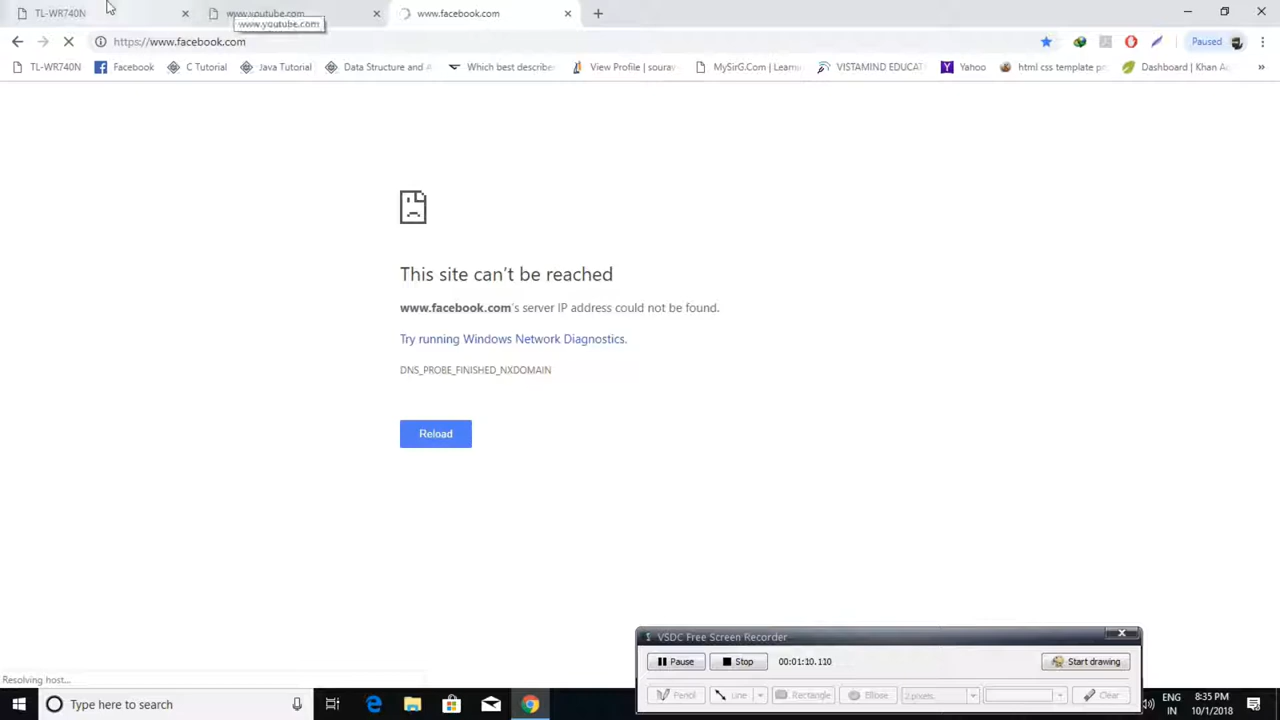 TL-WR740N
www.youtube.com
www.facebook.com
www.youtube.com
https://www.facebook.com
Paused
TL-WR740N
Facebook
C Tutorial
Java Tutorial
Data Structure and A
Which best describe
View Profile | sourav
MySirG.Com | Learn
VISTAMIND EDUCAT
Yahoo
html css template p
Dashboard | Khan A
»
This site can't be reached
www.facebook.com's server IP address could not be found.
Try running Windows Network Diagnostics.
DNS_PROBE_FINISHED_NXDOMAIN
Reload
Resolving host...
VSDC Free Screen Recorder
Pause
Stop
00:01:10.110
Start drawing
Pencil
Line
Rectangle
Ellipse
2 pixels
Clear
Type here to search
ENG
IN
8:35 PM
10/1/2018